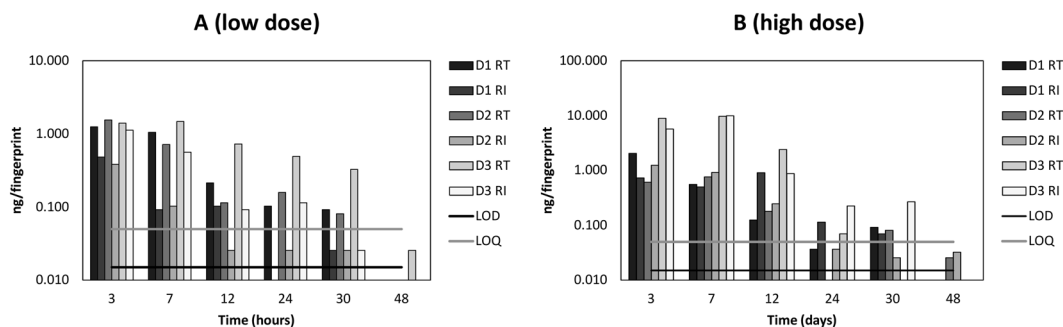 A (low dose)
10.000
1.000
0.100
0.010
ng/fingerprint
3 7 12 24 30 48
Time (hours)
D1 RT
D1 RI
D2 RT
D2 RI
D3 RT
D3 RI
LOD
LOQ
B (high dose)
100.000
10.000
1.000
0.100
0.010
ng/fingerprint
3 7 12 24 30 48
Time (days)
D1 RT
D1 RI
D2 RT
D2 RI
D3 RT
D3 RI
LOD
LOQ